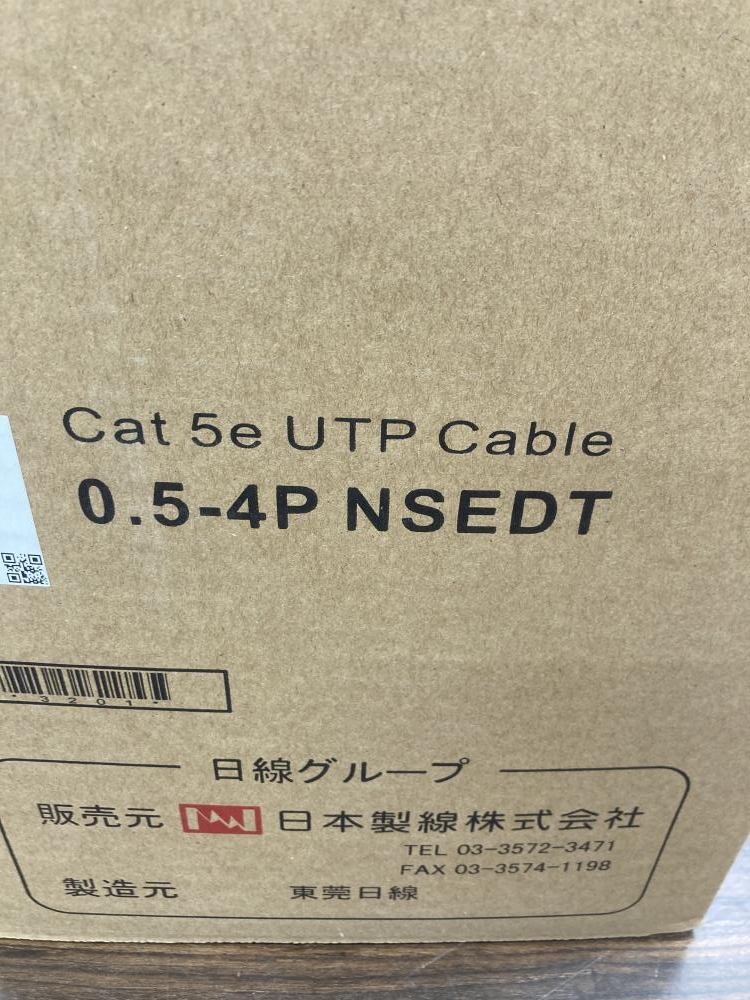 Cat 5e UTP Cable
0.5-4P NSEDT
*3201*
日線グループ
販売元 日本製線株式会社
TEL 03-3572-3471
FAX 03-3574-1198
製造元 東莞日線